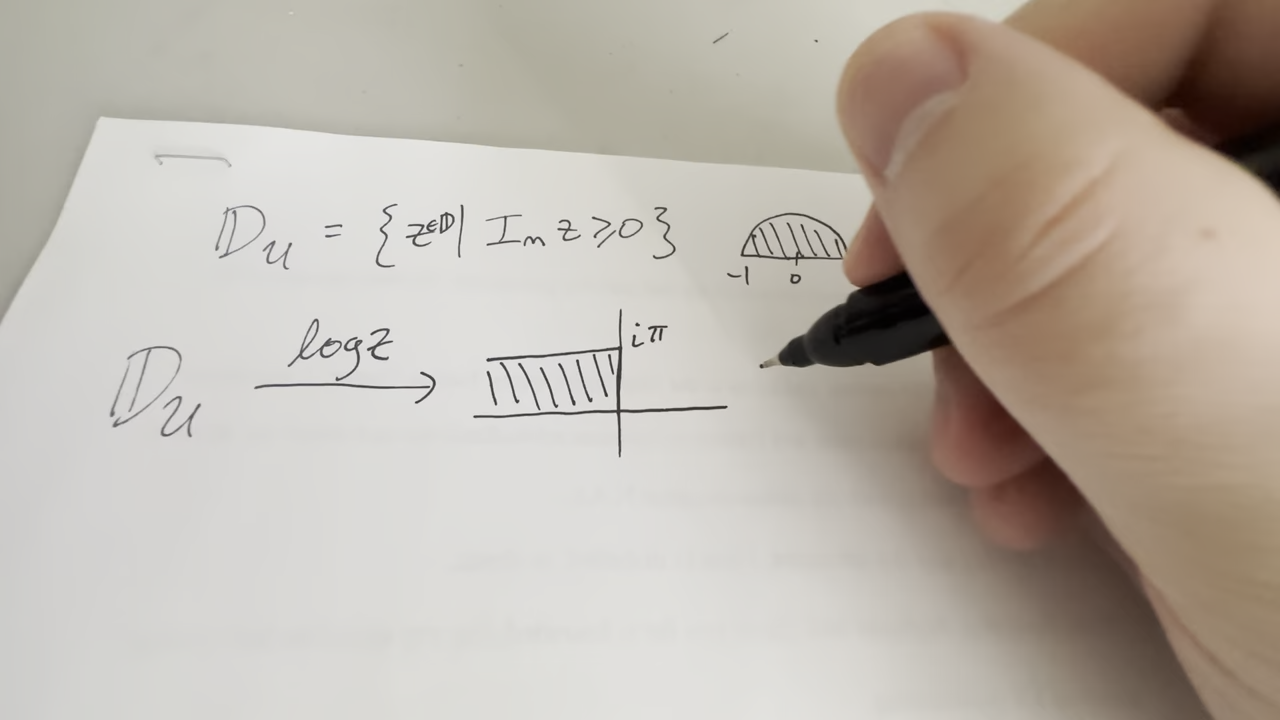 𝔻_u = { z∈𝔻 | Im z ⩾ 0 }
-1 0
𝔻_u log z → iπ